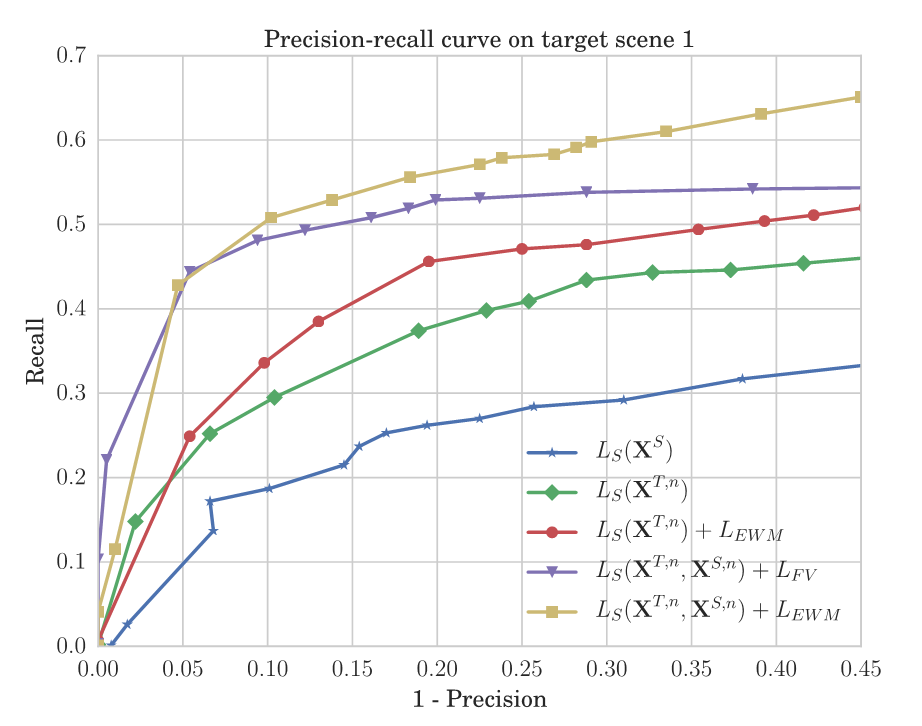 Precision-recall curve on target scene 1
0.7
0.6
0.5
0.4
0.3
0.2
0.1
0.0
Recall
0.00 0.05 0.10 0.15 0.20 0.25 0.30 0.35 0.40 0.45
1 - Precision
L_S(X^S)
L_S(X^{T,n})
L_S(X^{T,n}) + L_{EWM}
L_S(X^{T,n}, X^{S,n}) + L_{FV}
L_S(X^{T,n}, X^{S,n}) + L_{EWM}